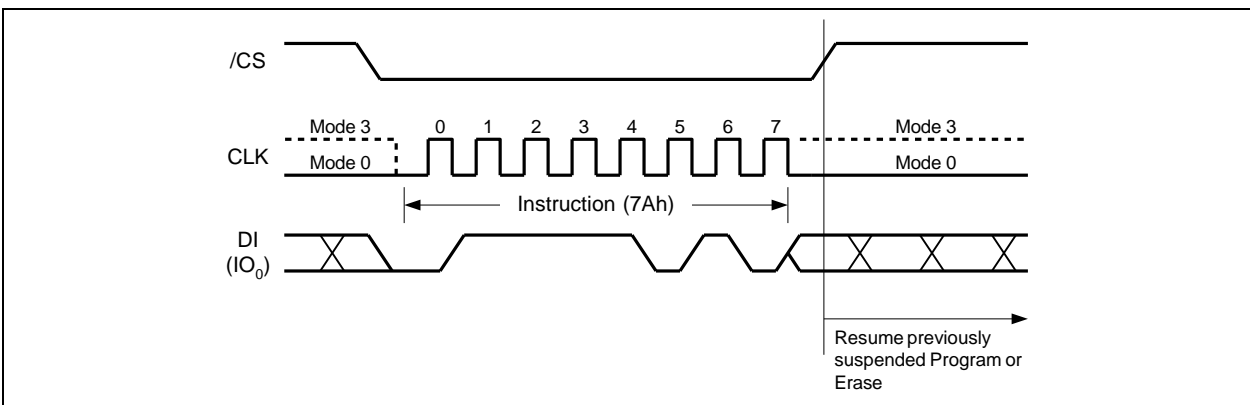 /CS
Mode 3 0 1 2 3 4 5 6 7 Mode 3
CLK
Mode 0 Mode 0
Instruction (7Ah)
DI
(IO0)
Resume previously
suspended Program or
Erase